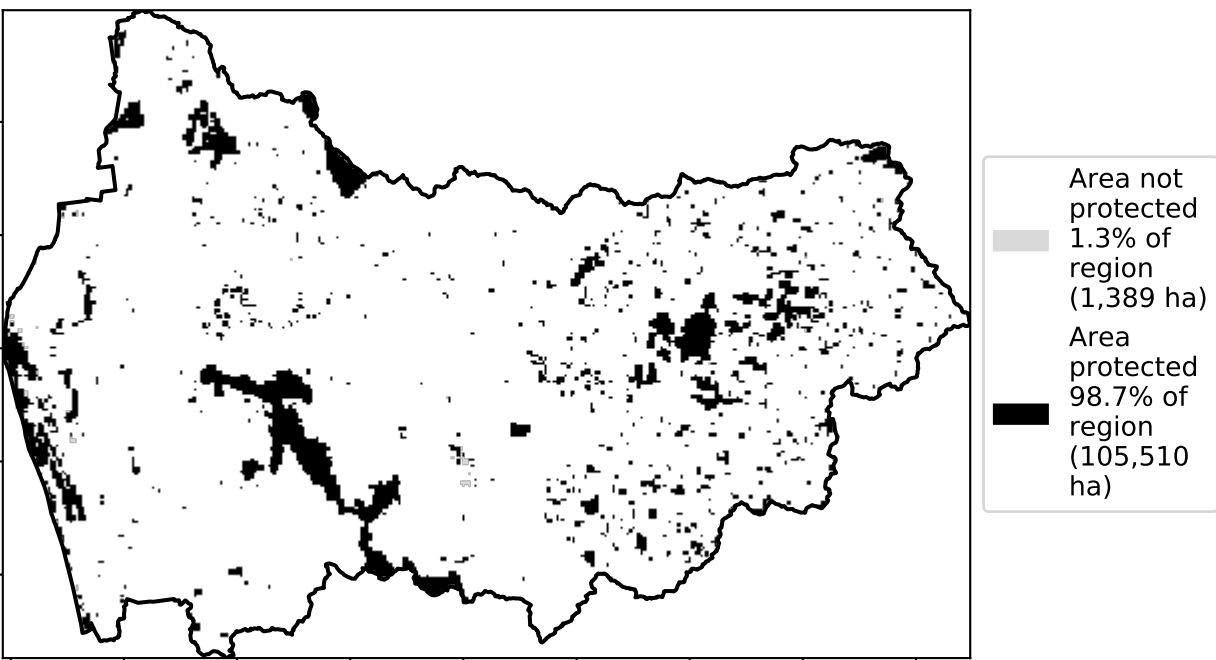 Area not
protected
1.3% of
region
(1,389 ha)
Area
protected
98.7% of
region
(105,510
ha)